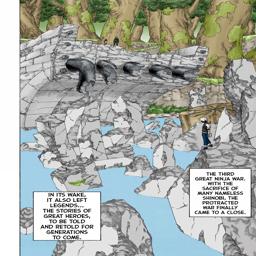 THE THIRD
GREAT NINJA WAR.
WITH THE
SACRIFICE OF
MANY NAMELESS
SHINOBI, THE
PROTRACTED
WAR FINALLY
CAME TO A CLOSE.
IN ITS WAKE,
IT ALSO LEFT
LEGENDS...
THE STORIES OF
GREAT HEROES,
TO BE TOLD
AND RETOLD FOR
GENERATIONS
TO COME.